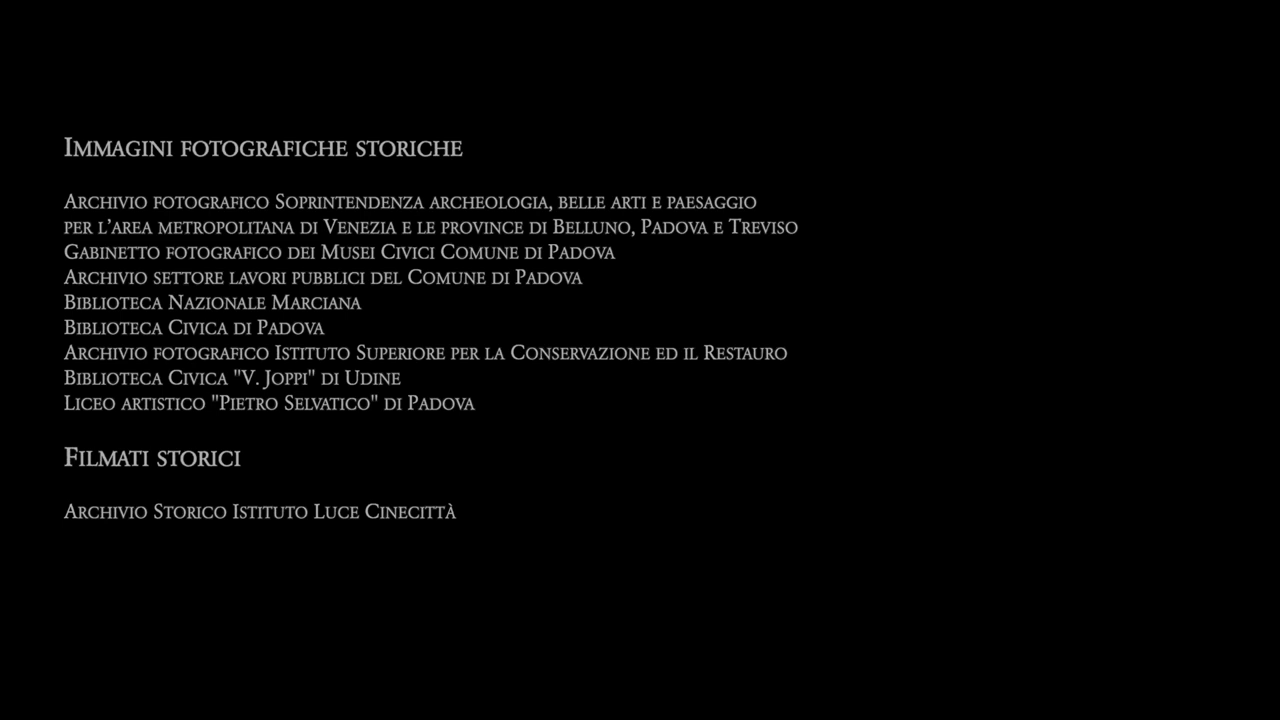 Immagini fotografiche storiche
Archivio fotografico Soprintendenza archeologia, belle arti e paesaggio
per l’area metropolitana di Venezia e le province di Belluno, Padova e Treviso
Gabinetto fotografico dei Musei Civici Comune di Padova
Archivio settore lavori pubblici del Comune di Padova
Biblioteca Nazionale Marciana
Biblioteca Civica di Padova
Archivio fotografico Istituto Superiore per la Conservazione ed il Restauro
Biblioteca Civica "V. Joppi" di Udine
Liceo artistico "Pietro Selvatico" di Padova
Filmati storici
Archivio Storico Istituto Luce Cinecittà